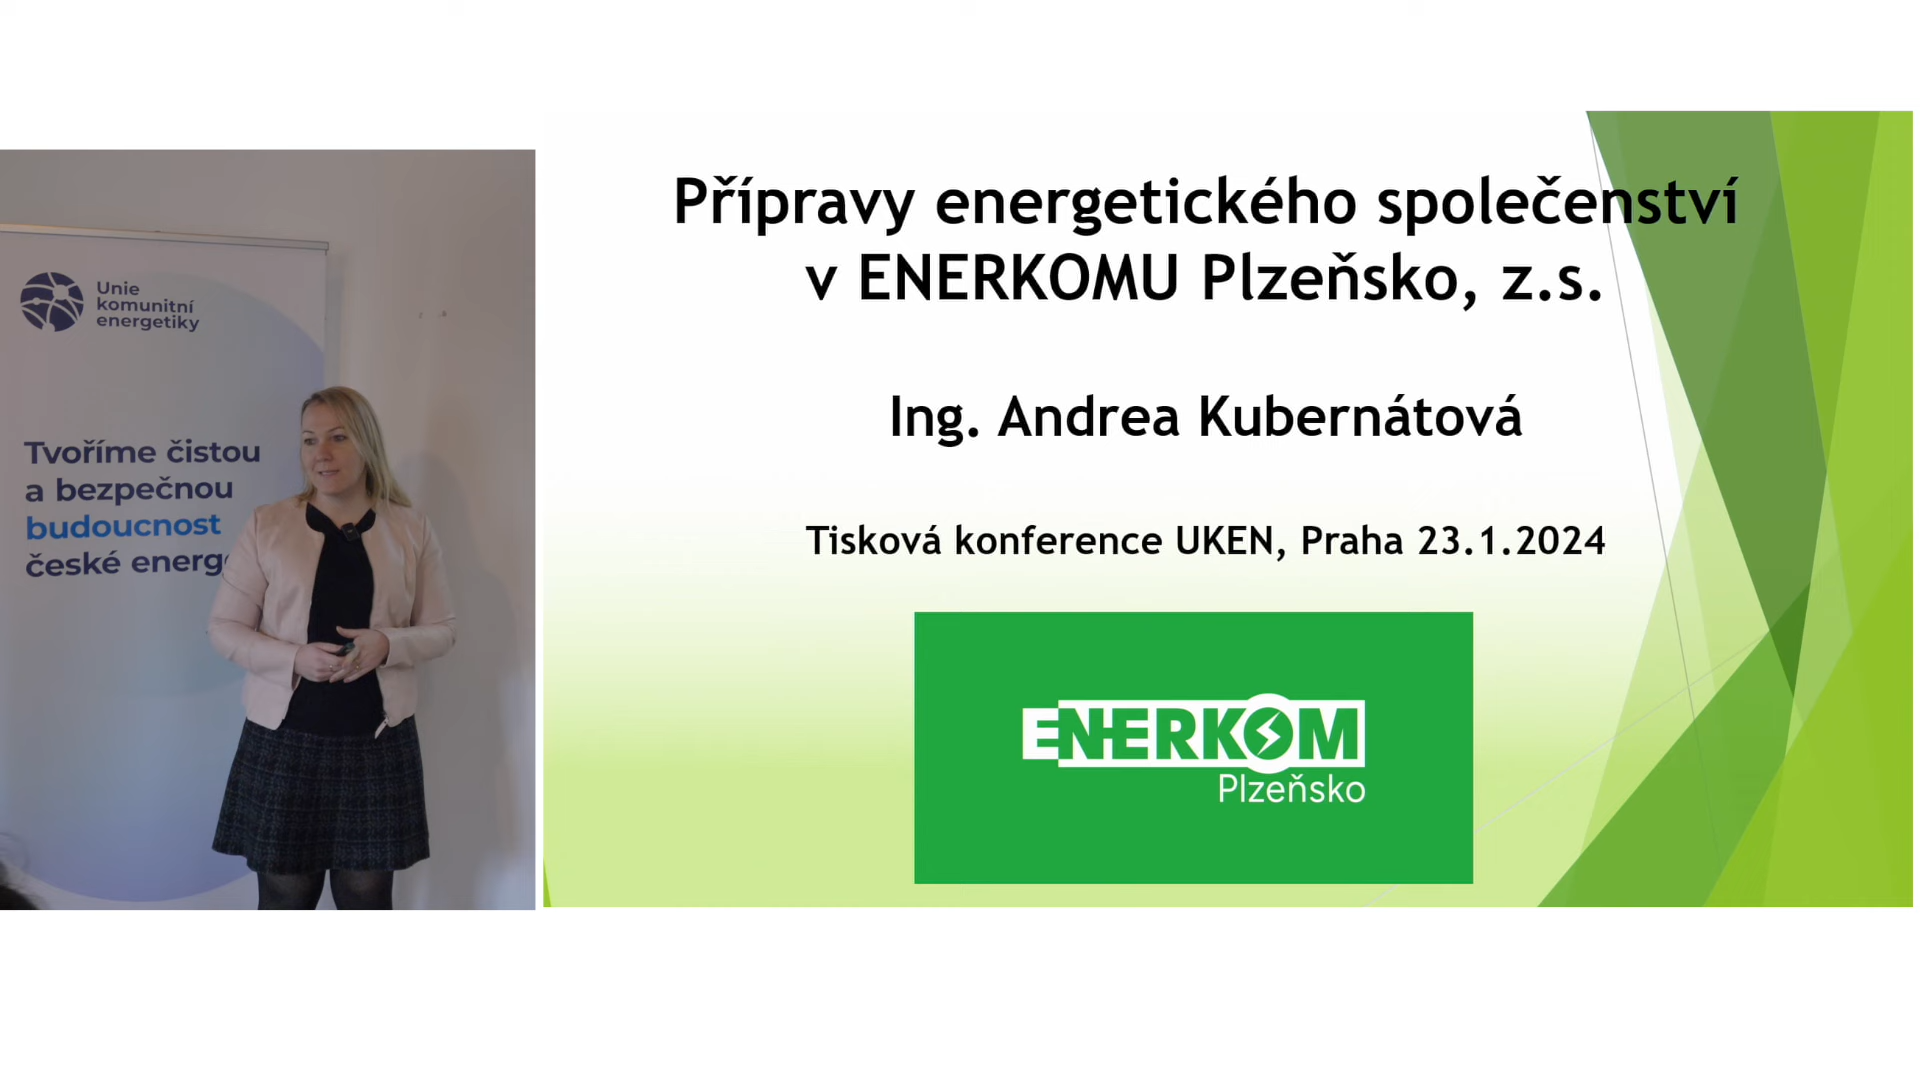 Unie
komunitní
energetiky
Tvoříme čistou
a bezpečnou
budoucnost
české energ
Přípravy energetického společenství
v ENERKOMU Plzeňsko, z.s.
Ing. Andrea Kubernátová
Tisková konference UKEN, Praha 23.1.2024
ENERKOM
Plzeňsko